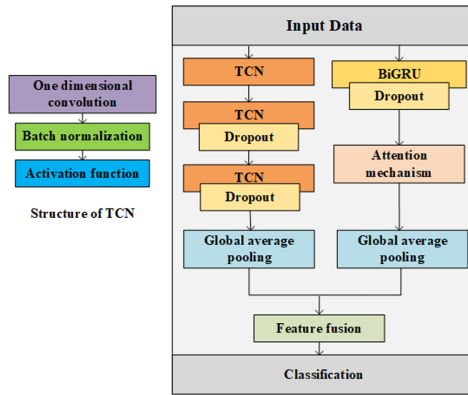 One dimensional
convolution
Batch normalization
Activation function
Structure of TCN
Input Data
TCN
TCN
Dropout
TCN
Dropout
Global average
pooling
BiGRU
Dropout
Attention
mechanism
Global average
pooling
Feature fusion
Classification